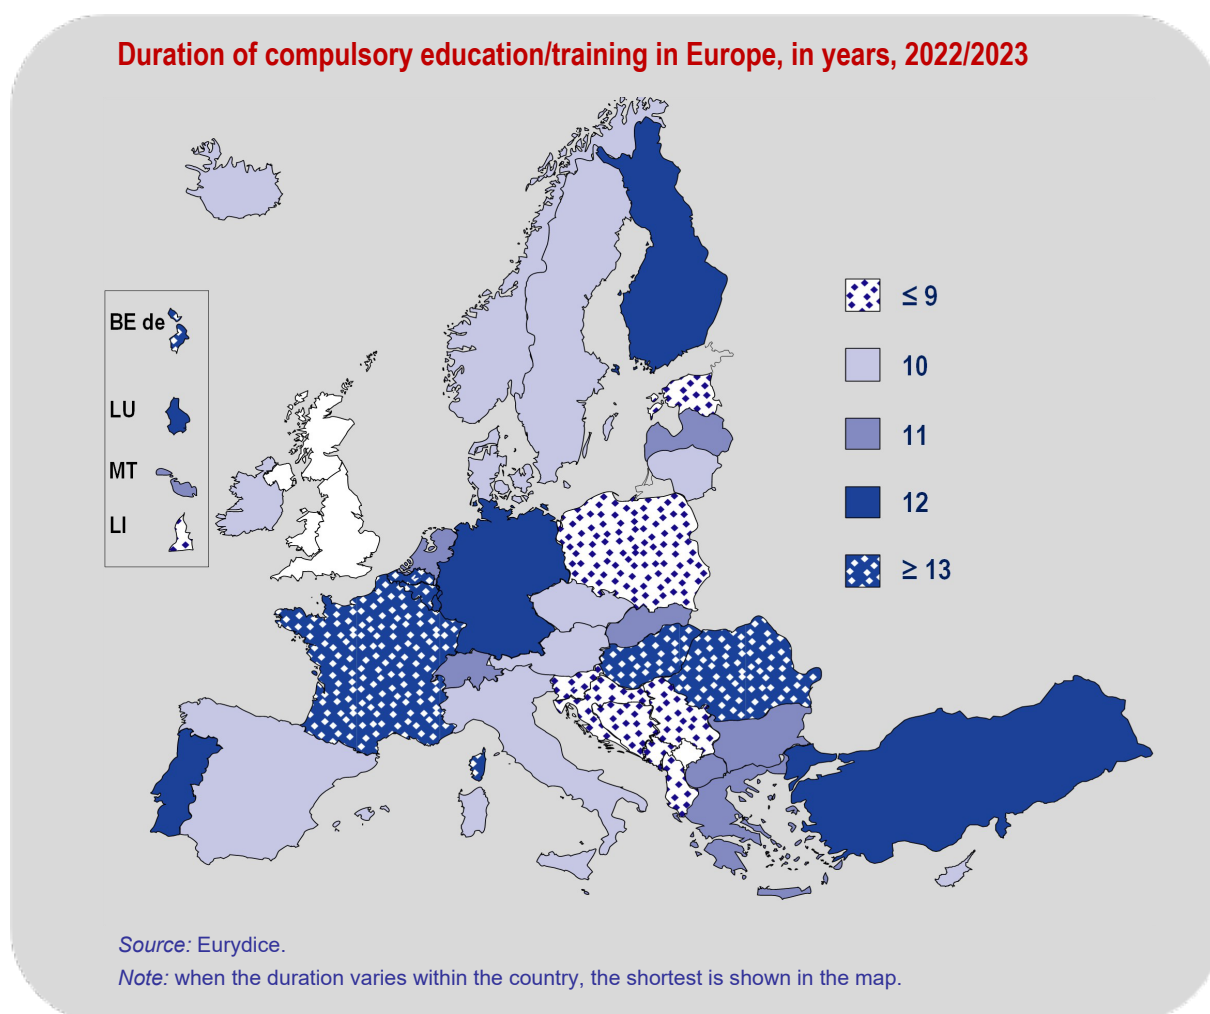 Duration of compulsory education/training in Europe, in years, 2022/2023
BE de
LU
MT
LI
≤ 9
10
11
12
≥ 13
Source: Eurydice.
Note: when the duration varies within the country, the shortest is shown in the map.